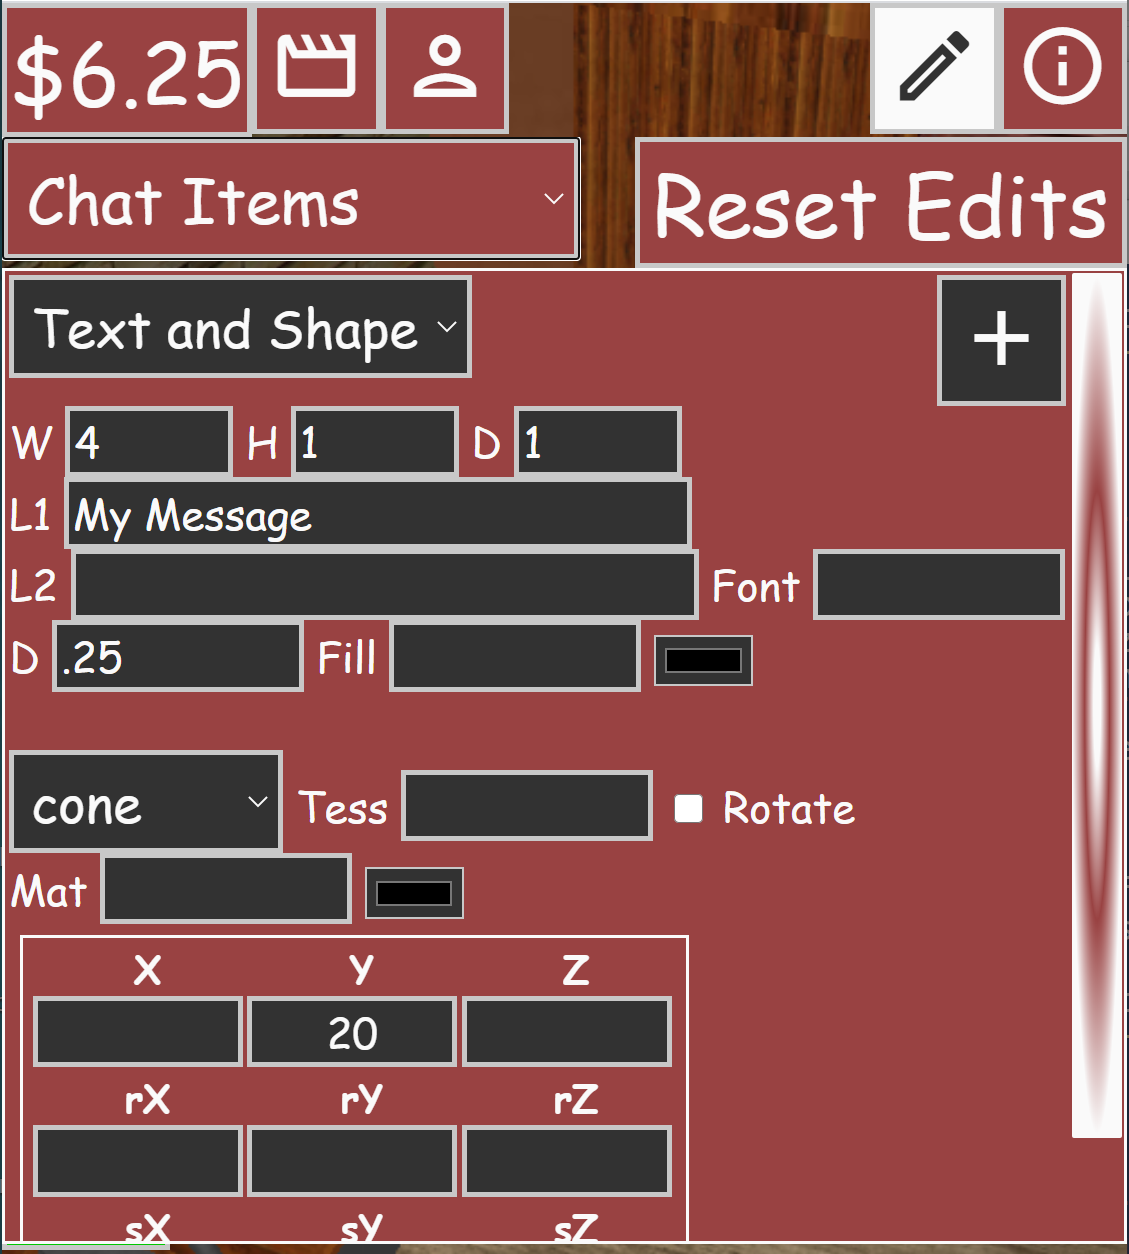 $6.25
Chat Items
Reset Edits
Text and Shape
W 4 H 1 D 1
L1 My Message
L2 Font
D .25 Fill
cone Tess Rotate
Mat
X Y Z
20
rX rY rZ
sX sY sZ